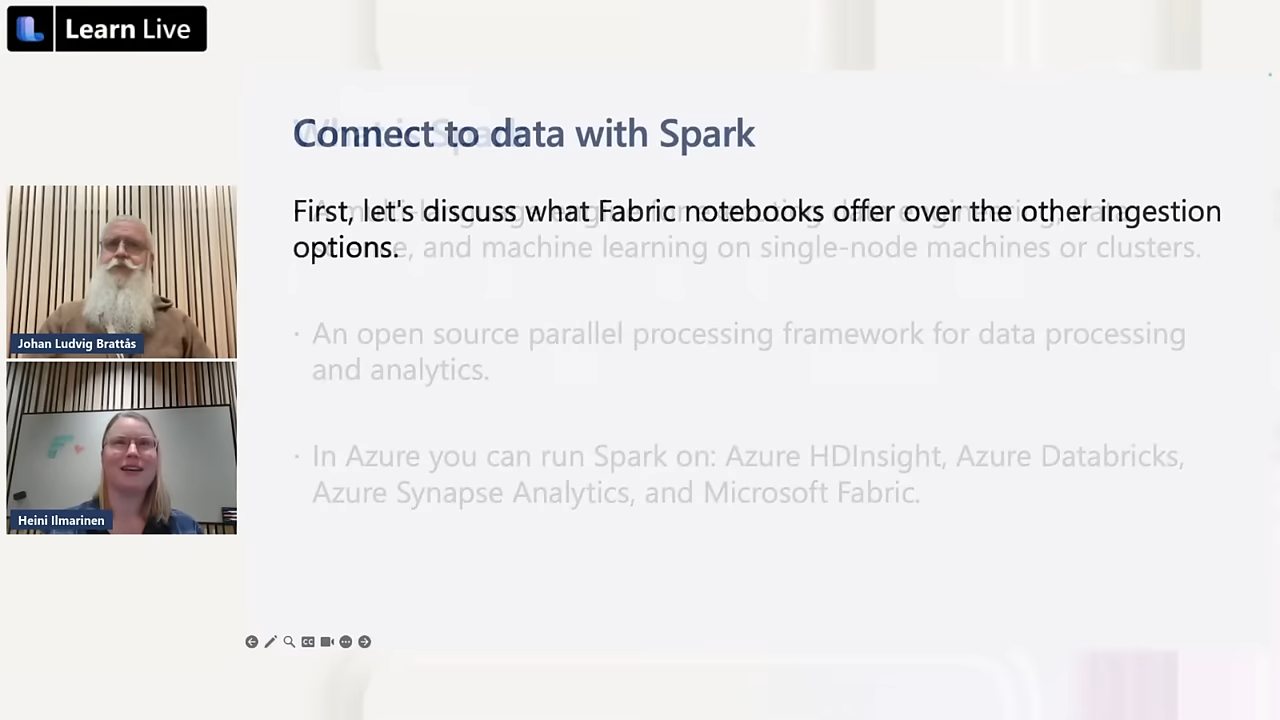 Learn Live
Connect to data with Spark
First, let's discuss what Fabric notebooks offer over the other ingestion
options.
and machine learning on single-node machines or clusters.
· An open source parallel processing framework for data processing
and analytics.
· In Azure you can run Spark on: Azure HDInsight, Azure Databricks,
Azure Synapse Analytics, and Microsoft Fabric.
Johan Ludvig Brattås
Heini Ilmarinen